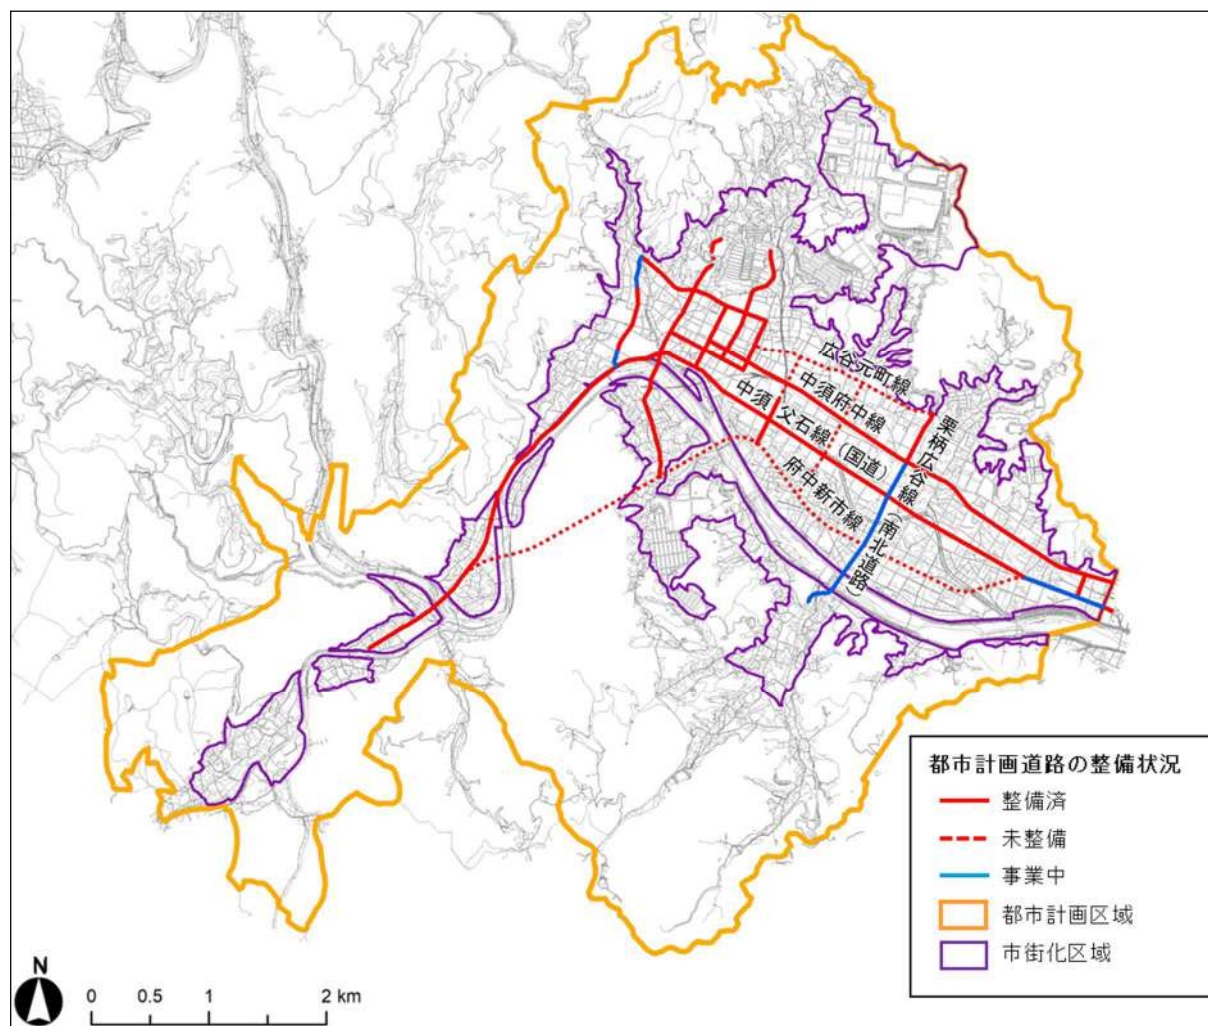 広谷元町線
中須府中線
中須父石線（国道）
府中新市線
栗柄広谷線（南北道路）
都市計画道路の整備状況
整備済
未整備
事業中
都市計画区域
市街化区域
N
0 0.5 1 2 km